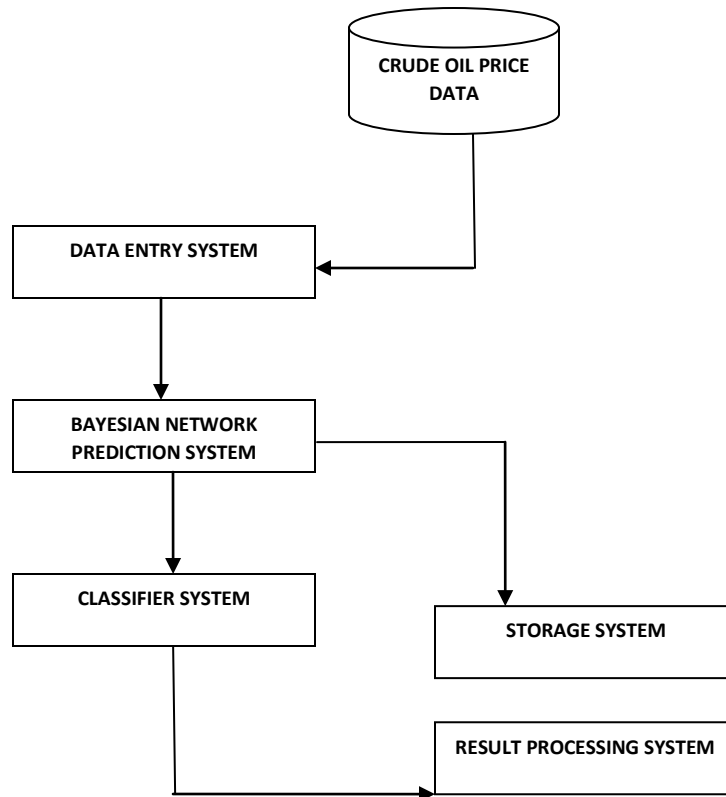 CRUDE OIL PRICE
DATA
DATA ENTRY SYSTEM
BAYESIAN NETWORK
PREDICTION SYSTEM
CLASSIFIER SYSTEM
STORAGE SYSTEM
RESULT PROCESSING SYSTEM